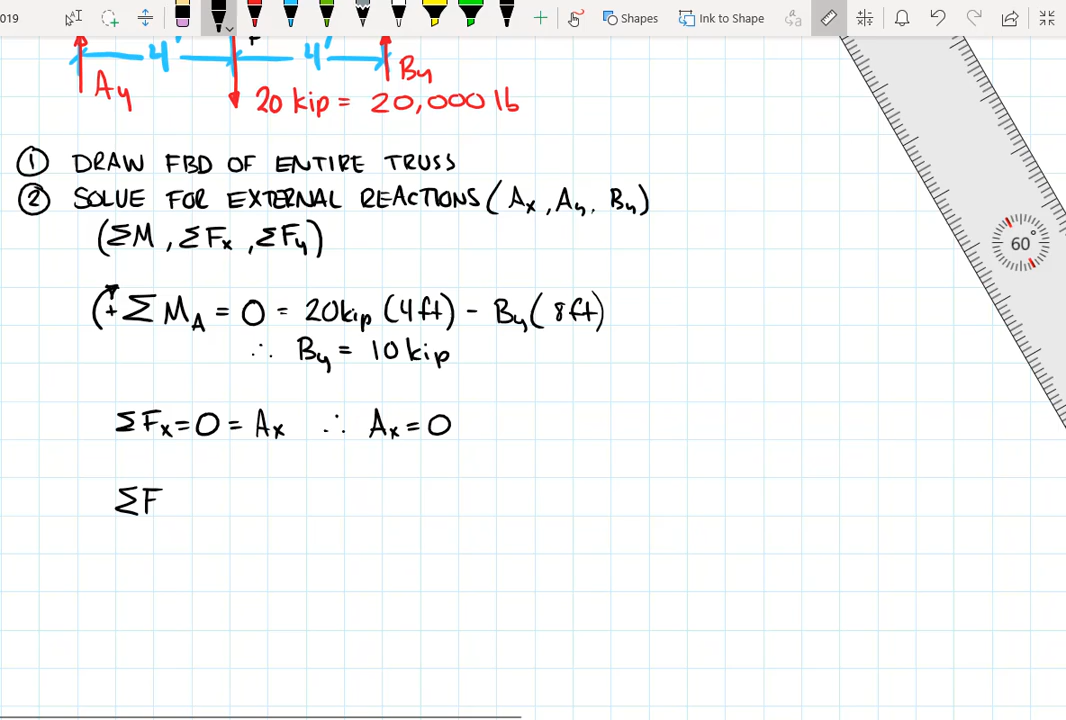 019 Shapes Ink to Shape
4' 4'
Ay By
20 kip = 20,000 lb
① DRAW FBD OF ENTIRE TRUSS
② SOLVE FOR EXTERNAL REACTIONS (Ax, Ay, By)
(ΣM, ΣFx, ΣFy)
60°
(+ ΣMA = 0 = 20kip (4ft) - By (8ft)
∴ By = 10 kip
ΣFx = 0 = Ax ∴ Ax = 0
ΣF